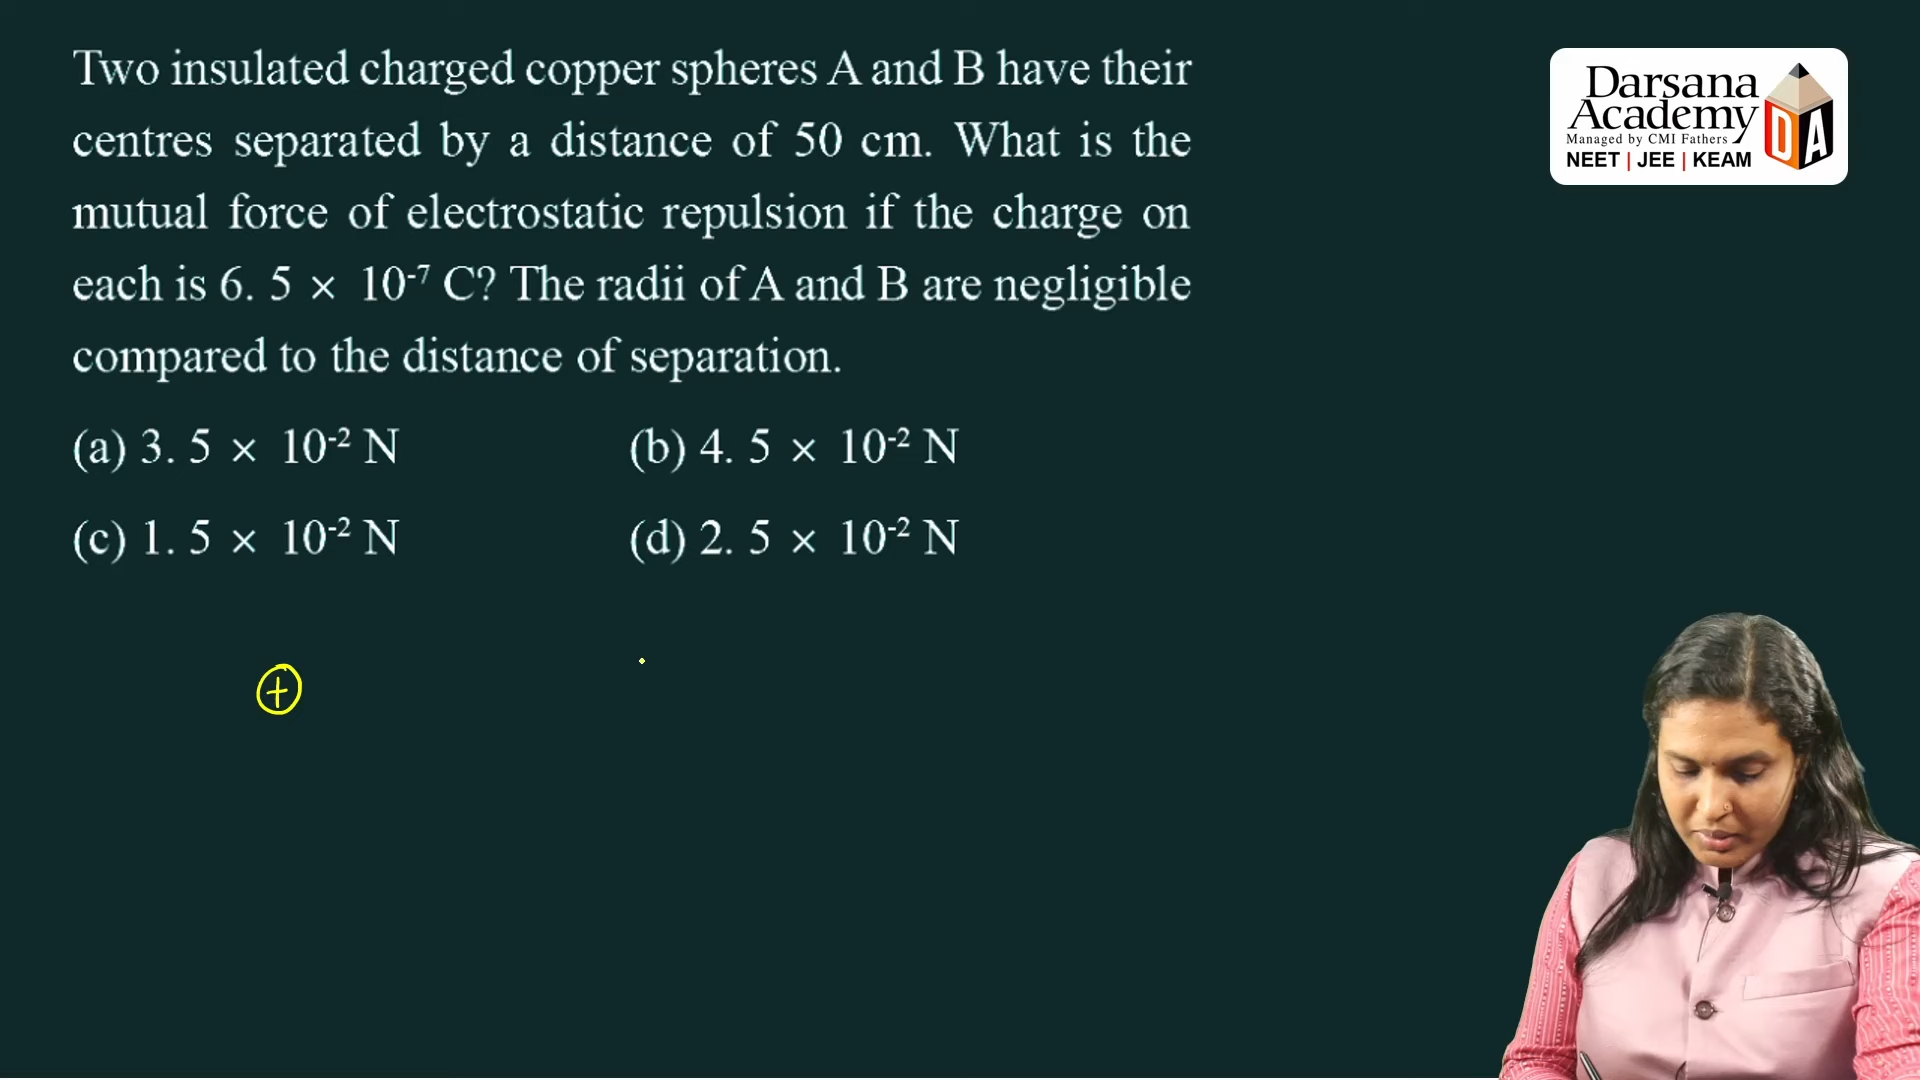 Two insulated charged copper spheres A and B have their
centres separated by a distance of 50 cm. What is the
mutual force of electrostatic repulsion if the charge on
each is 6. 5 × 10⁻⁷ C? The radii of A and B are negligible
compared to the distance of separation.
(a) 3. 5 × 10⁻² N (b) 4. 5 × 10⁻² N
(c) 1. 5 × 10⁻² N (d) 2. 5 × 10⁻² N
+
Darsana
Academy
Managed by CMI Fathers
NEET | JEE | KEAM
DA